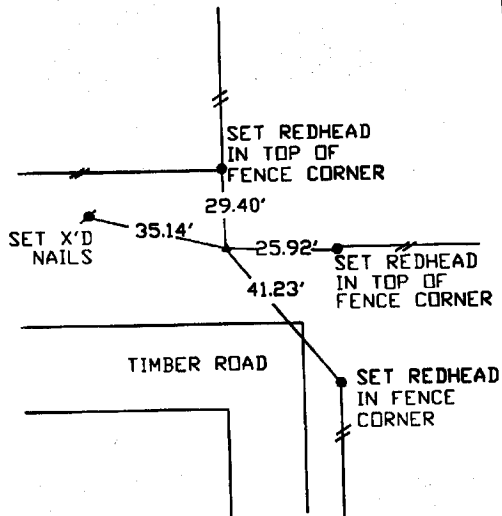 SET REDHEAD
IN TOP OF
FENCE CORNER
29.40'
35.14'
SET X'D
NAILS
25.92'
SET REDHEAD
IN TOP OF
FENCE CORNER
41.23'
TIMBER ROAD
SET REDHEAD
IN FENCE
CORNER